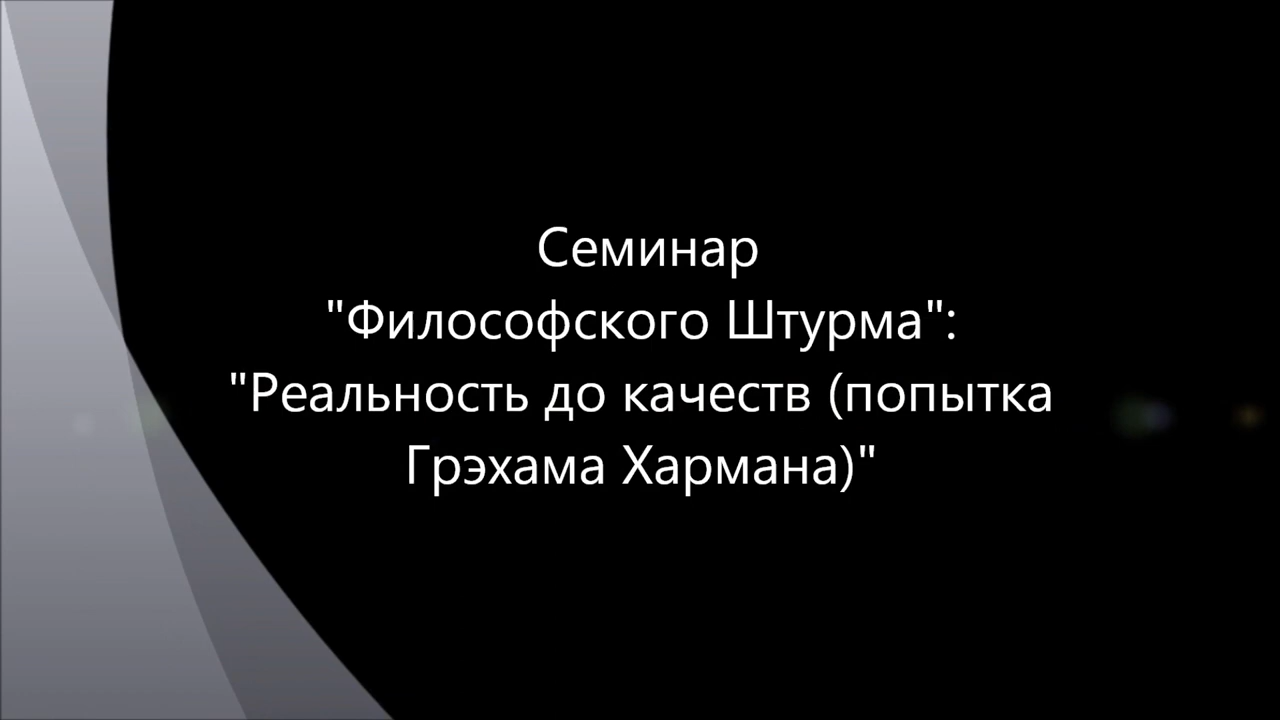 Семинар
"Философского Штурма":
"Реальность до качеств (попытка
Грэхама Хармана)"